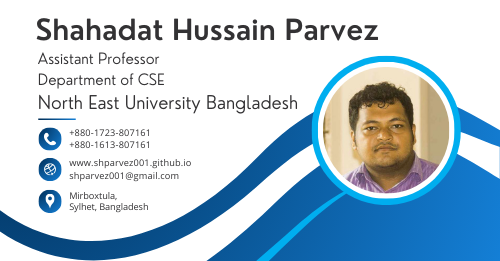 Shahadat Hussain Parvez
Assistant Professor
Department of CSE
North East University Bangladesh
+880-1723-807161
+880-1613-807161
www.shparvez001.github.io
shparvez001@gmail.com
Mirboxtula,
Sylhet, Bangladesh